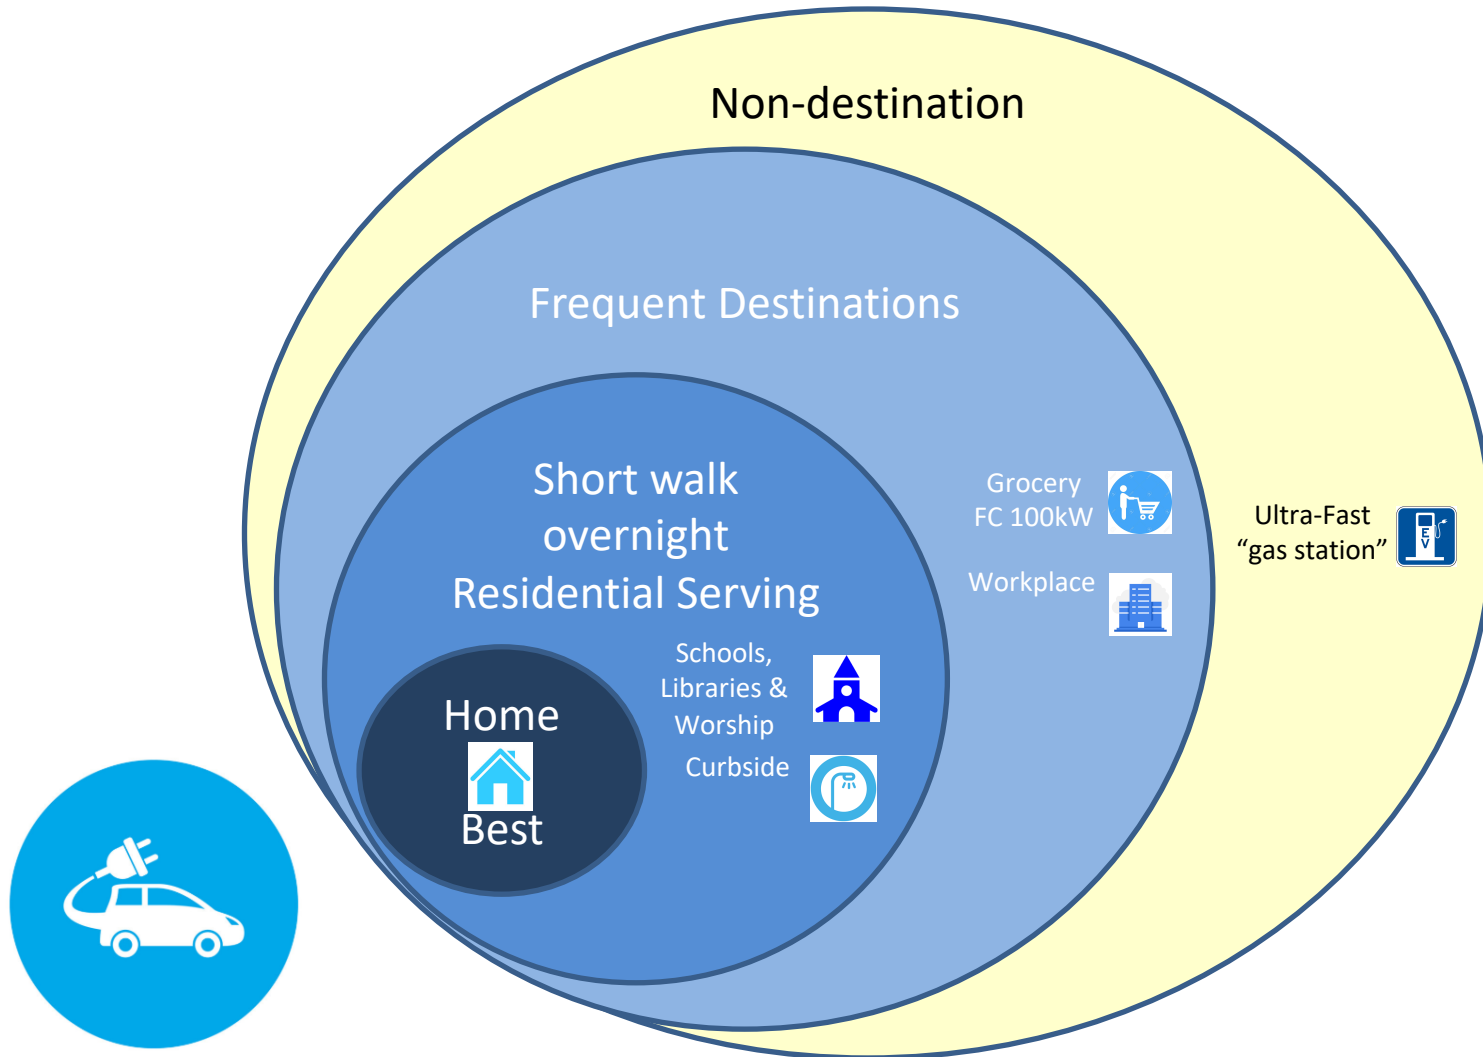 Non-destination
Frequent Destinations
Short walk
overnight
Residential Serving
Grocery
FC 100kW
Workplace
Ultra-Fast
“gas station”
EV
Schools,
Libraries &
Worship
Curbside
Home
Best